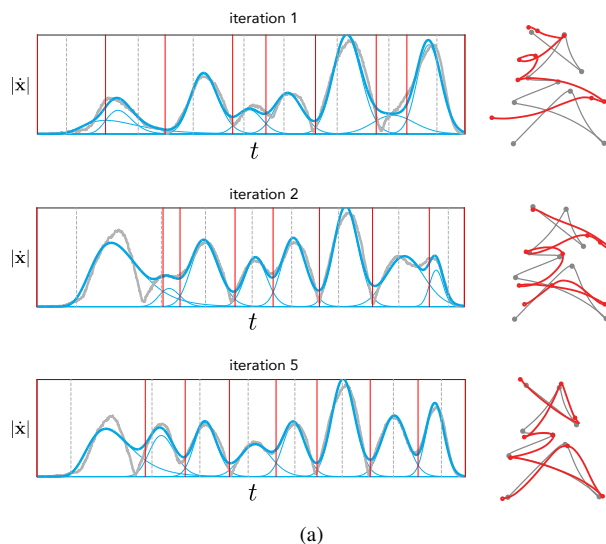 iteration 1
|ẋ|
t
iteration 2
|ẋ|
t
iteration 5
|ẋ|
t
(a)